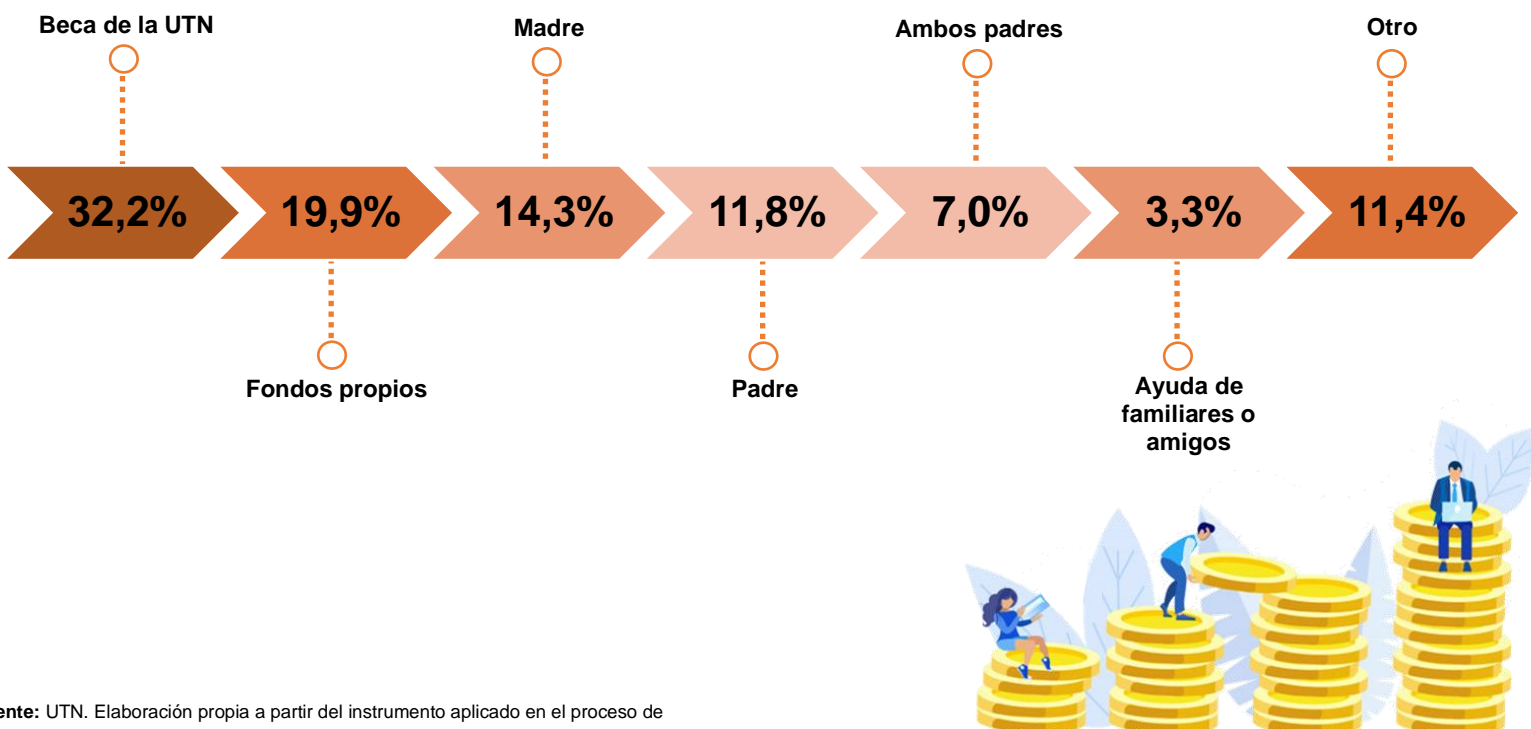 Beca de la UTN
Madre
Ambos padres
Otro
32,2%
19,9%
14,3%
11,8%
7,0%
3,3%
11,4%
Fondos propios
Padre
Ayuda de
familiares o
amigos
ente: UTN. Elaboración propia a partir del instrumento aplicado en el proceso de